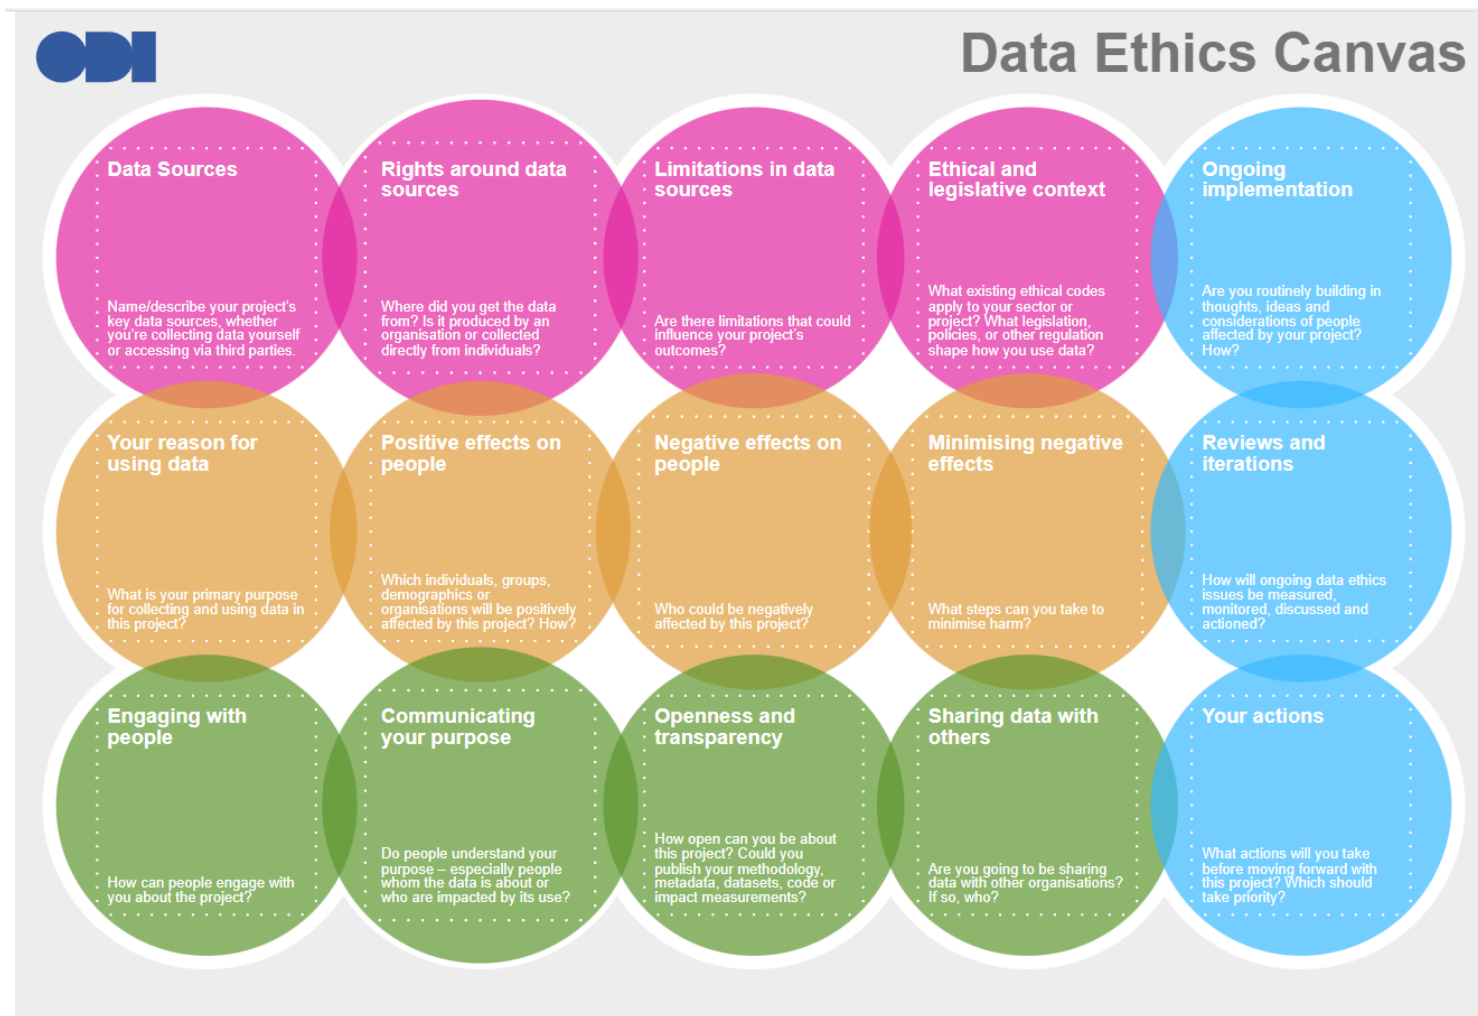 ODI
Data Ethics Canvas
Data Sources
Name/describe your project's
key data sources, whether
you're collecting data yourself
or accessing via third parties.
Rights around data
sources
Where did you get the data
from? Is it produced by an
organisation or collected
directly from individuals?
Limitations in data
sources
Are there limitations that could
influence your project's
outcomes?
Ethical and
legislative context
What existing ethical codes
apply to your sector or
project? What legislation,
policies, or other regulation
shape how you use data?
Ongoing
implementation
Are you routinely building in
thoughts, ideas and
considerations of people
affected by your project?
How?
Your reason for
using data
What is your primary purpose
for collecting and using data in
this project?
Positive effects on
people
Which individuals, groups,
demographics or
organisations will be positively
affected by this project? How?
Negative effects on
people
Who could be negatively
affected by this project?
Minimising negative
effects
What steps can you take to
minimise harm?
Reviews and
iterations
How will ongoing data ethics
issues be measured,
monitored, discussed and
actioned?
Engaging with
people
How can people engage with
you about the project?
Communicating
your purpose
Do people understand your
purpose – especially people
whom the data is about or
who are impacted by its use?
Openness and
transparency
How open can you be about
this project? Could you
publish your methodology,
metadata, datasets, code or
impact measurements?
Sharing data with
others
Are you going to be sharing
data with other organisations?
If so, who?
Your actions
What actions will you take
before moving forward with
this project? Which should
take priority?